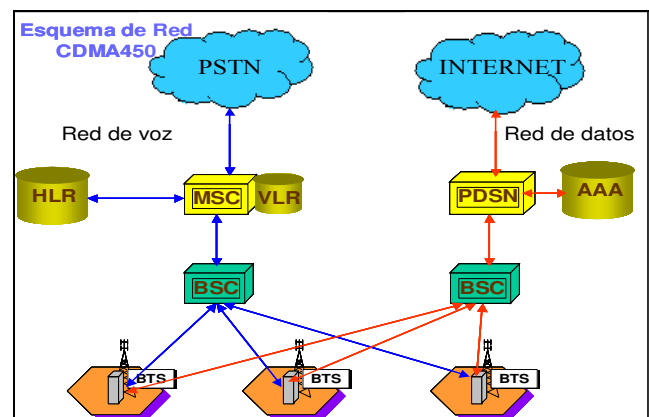 Esquema de Red
CDMA450
PSTN
INTERNET
Red de voz
Red de datos
HLR
MSC
VLR
PDSN
AAA
BSC
BSC
BTS
BTS
BTS